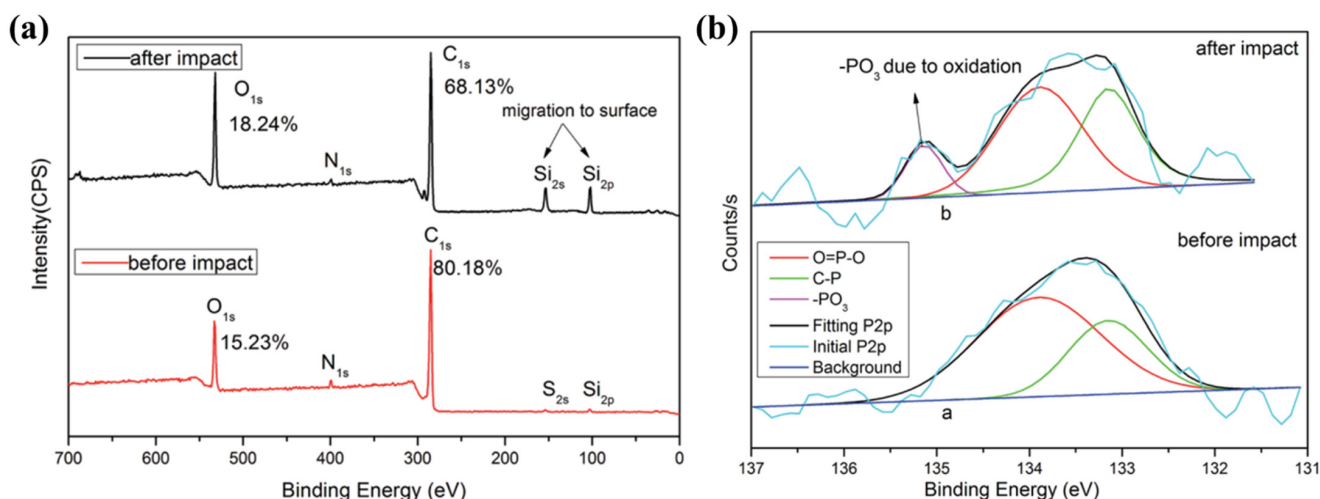 (a)
after impact
O1s
18.24%
N1s
C1s
68.13%
migration to surface
Si2s
Si2p
before impact
O1s
15.23%
N1s
C1s
80.18%
S2s
Si2p
Intensity(CPS)
700
600
500
400
300
200
100
0
Binding Energy (eV)
(b)
after impact
-PO3 due to oxidation
b
before impact
O=P-O
C-P
-PO3
Fitting P2p
Initial P2p
Background
a
Counts/s
137
136
135
134
133
132
131
Binding Energy (eV)